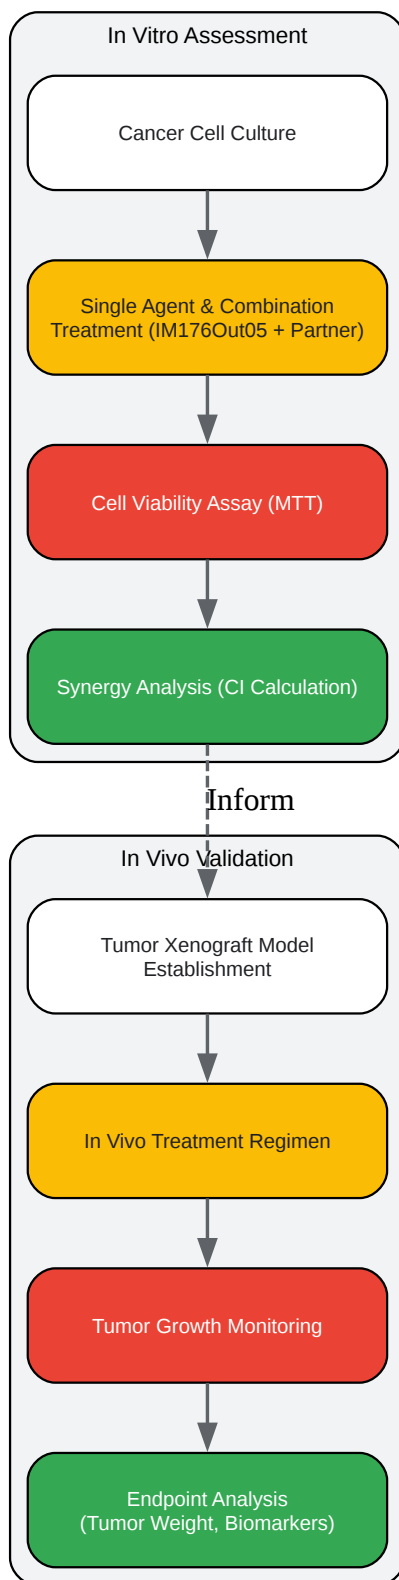 In Vitro Assessment
Cancer Cell Culture
Single Agent & Combination
Treatment (IM176Out05 + Partner)
Cell Viability Assay (MTT)
Synergy Analysis (CI Calculation)
Inform
In Vivo Validation
Tumor Xenograft Model
Establishment
In Vivo Treatment Regimen
Tumor Growth Monitoring
Endpoint Analysis
(Tumor Weight, Biomarkers)